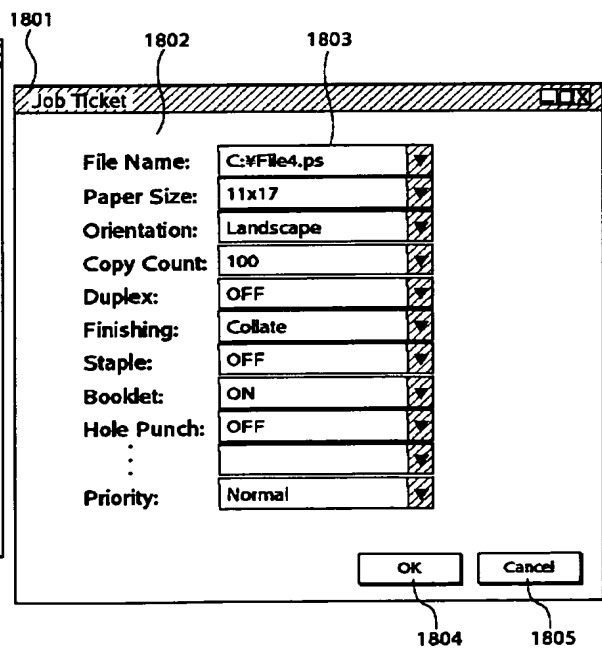 1801
1802
1803
Job Ticket
File Name: C:¥File4.ps
Paper Size: 11x17
Orientation: Landscape
Copy Count: 100
Duplex: OFF
Finishing: Collate
Staple: OFF
Booklet: ON
Hole Punch: OFF
Priority: Normal
OK Cancel
1804 1805